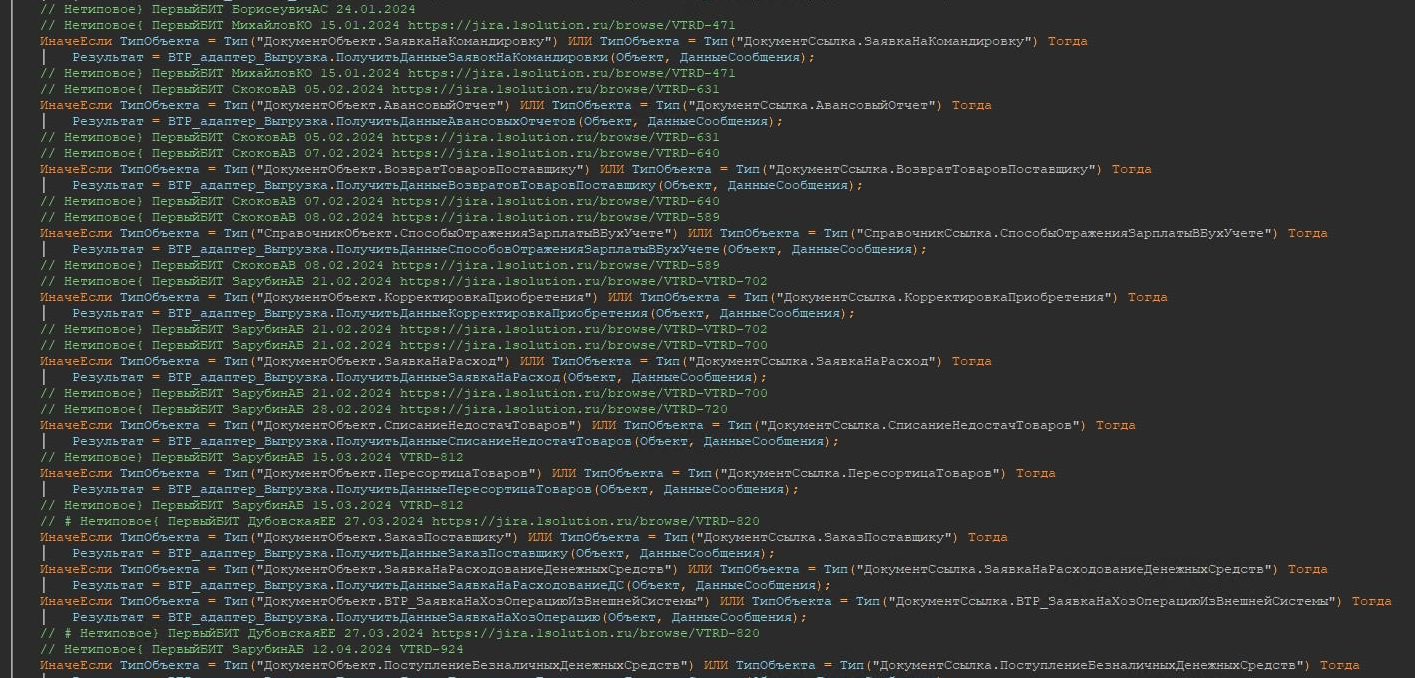 // Нетиповое{ ПервыйБИТ БорисеувичАС 24.01.2024
// Нетиповое{ ПервыйБИТ МихайловКО 15.01.2024 https://jira.1solution.ru/browse/VTRD-471
ИначеЕсли ТипОбъекта = Тип("ДокументОбъект.ЗаявкаНаКомандировку") ИЛИ ТипОбъекта = Тип("ДокументСсылка.ЗаявкаНаКомандировку") Тогда
Результат = ВТР_адаптер_Выгрузка.ПолучитьДанныеЗаявокНаКомандировки(Объект, ДанныеСообщения);
// Нетиповое} ПервыйБИТ МихайловКО 15.01.2024 https://jira.1solution.ru/browse/VTRD-471
// Нетиповое{ ПервыйБИТ СкоковАВ 05.02.2024 https://jira.1solution.ru/browse/VTRD-631
ИначеЕсли ТипОбъекта = Тип("ДокументОбъект.АвансовыйОтчет") ИЛИ ТипОбъекта = Тип("ДокументСсылка.АвансовыйОтчет") Тогда
Результат = ВТР_адаптер_Выгрузка.ПолучитьДанныеАвансовыхОтчетов(Объект, ДанныеСообщения);
// Нетиповое} ПервыйБИТ СкоковАВ 05.02.2024 https://jira.1solution.ru/browse/VTRD-631
// Нетиповое{ ПервыйБИТ СкоковАВ 07.02.2024 https://jira.1solution.ru/browse/VTRD-640
ИначеЕсли ТипОбъекта = Тип("ДокументОбъект.ВозвратТоваровПоставщику") ИЛИ ТипОбъекта = Тип("ДокументСсылка.ВозвратТоваровПоставщику") Тогда
Результат = ВТР_адаптер_Выгрузка.ПолучитьДанныеВозвратовТоваровПоставщику(Объект, ДанныеСообщения);
// Нетиповое} ПервыйБИТ СкоковАВ 07.02.2024 https://jira.1solution.ru/browse/VTRD-640
// Нетиповое{ ПервыйБИТ СкоковАВ 08.02.2024 https://jira.1solution.ru/browse/VTRD-589
ИначеЕсли ТипОбъекта = Тип("СправочникОбъект.СпособыОтраженияЗарплатыВБухУчете") ИЛИ ТипОбъекта = Тип("СправочникСсылка.СпособыОтраженияЗарплатыВБухУчете") Тогда
Результат = ВТР_адаптер_Выгрузка.ПолучитьДанныеСпособовОтраженияЗарплатыВБухУчете(Объект, ДанныеСообщения);
// Нетиповое} ПервыйБИТ СкоковАВ 08.02.2024 https://jira.1solution.ru/browse/VTRD-589
// Нетиповое{ ПервыйБИТ ЗарубинАБ 21.02.2024 https://jira.1solution.ru/browse/VTRD-VTRD-702
ИначеЕсли ТипОбъекта = Тип("ДокументОбъект.КорректировкаПриобретения") ИЛИ ТипОбъекта = Тип("ДокументСсылка.КорректировкаПриобретения") Тогда
Результат = ВТР_адаптер_Выгрузка.ПолучитьДанныеКорректировкаПриобретения(Объект, ДанныеСообщения);
// Нетиповое} ПервыйБИТ ЗарубинАБ 21.02.2024 https://jira.1solution.ru/browse/VTRD-VTRD-702
// Нетиповое{ ПервыйБИТ ЗарубинАБ 21.02.2024 https://jira.1solution.ru/browse/VTRD-VTRD-700
ИначеЕсли ТипОбъекта = Тип("ДокументОбъект.ЗаявкаНаРасход") ИЛИ ТипОбъекта = Тип("ДокументСсылка.ЗаявкаНаРасход") Тогда
Результат = ВТР_адаптер_Выгрузка.ПолучитьДанныеЗаявкаНаРасход(Объект, ДанныеСообщения);
// Нетиповое} ПервыйБИТ ЗарубинАБ 21.02.2024 https://jira.1solution.ru/browse/VTRD-VTRD-700
// Нетиповое{ ПервыйБИТ ЗарубинАБ 28.02.2024 https://jira.1solution.ru/browse/VTRD-720
ИначеЕсли ТипОбъекта = Тип("ДокументОбъект.СписаниеНедостачТоваров") ИЛИ ТипОбъекта = Тип("ДокументСсылка.СписаниеНедостачТоваров") Тогда
Результат = ВТР_адаптер_Выгрузка.ПолучитьДанныеСписаниеНедостачТоваров(Объект, ДанныеСообщения);
// Нетиповое{ ПервыйБИТ ЗарубинАБ 15.03.2024 VTRD-812
ИначеЕсли ТипОбъекта = Тип("ДокументОбъект.ПересортицаТоваров") ИЛИ ТипОбъекта = Тип("ДокументСсылка.ПересортицаТоваров") Тогда
Результат = ВТР_адаптер_Выгрузка.ПолучитьДанныеПересортицаТоваров(Объект, ДанныеСообщения);
// Нетиповое} ПервыйБИТ ЗарубинАБ 15.03.2024 VTRD-812
// # Нетиповое{ ПервыйБИТ ДубовскаяЕЕ 27.03.2024 https://jira.1solution.ru/browse/VTRD-820
ИначеЕсли ТипОбъекта = Тип("ДокументОбъект.ЗаказПоставщику") ИЛИ ТипОбъекта = Тип("ДокументСсылка.ЗаказПоставщику") Тогда
Результат = ВТР_адаптер_Выгрузка.ПолучитьДанныеЗаказПоставщику(Объект, ДанныеСообщения);
ИначеЕсли ТипОбъекта = Тип("ДокументОбъект.ЗаявкаНаРасходованиеДенежныхСредств") ИЛИ ТипОбъекта = Тип("ДокументСсылка.ЗаявкаНаРасходованиеДенежныхСредств") Тогда
Результат = ВТР_адаптер_Выгрузка.ПолучитьДанныеЗаявкаНаРасходованиеДС(Объект, ДанныеСообщения);
ИначеЕсли ТипОбъекта = Тип("ДокументОбъект.ВТР_ЗаявкаНаХозОперациюИзВнешнейСистемы") ИЛИ ТипОбъекта = Тип("ДокументСсылка.ВТР_ЗаявкаНаХозОперациюИзВнешнейСистемы") Тогда
Результат = ВТР_адаптер_Выгрузка.ПолучитьДанныеЗаявкаНаХозОперацию(Объект, ДанныеСообщения);
// # Нетиповое} ПервыйБИТ ДубовскаяЕЕ 27.03.2024 https://jira.1solution.ru/browse/VTRD-820
// Нетиповое{ ПервыйБИТ ЗарубинАБ 12.04.2024 VTRD-924
ИначеЕсли ТипОбъекта = Тип("ДокументОбъект.ПоступлениеБезналичныхДенежныхСредств") ИЛИ ТипОбъекта = Тип("ДокументСсылка.ПоступлениеБезналичныхДенежныхСредств") Тогда